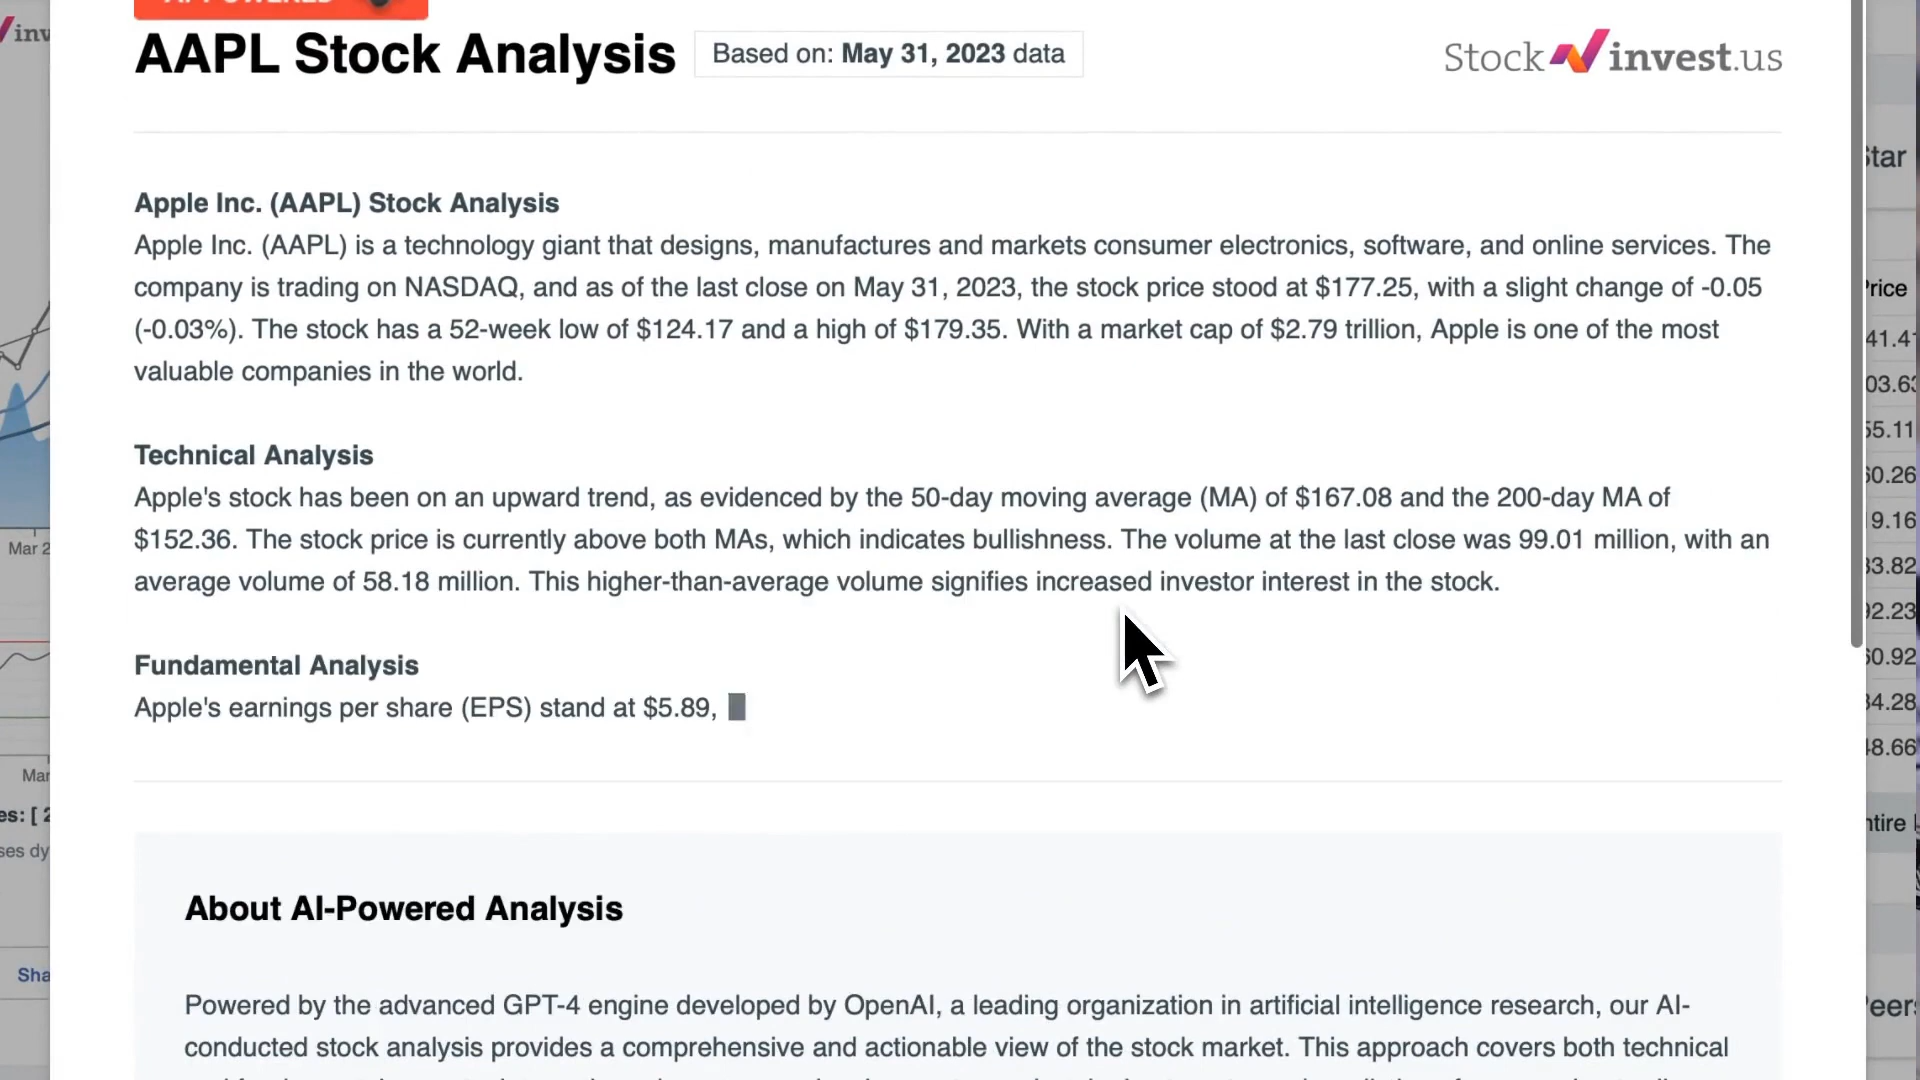 AAPL Stock Analysis
Based on: May 31, 2023 data
Stock invest.us
Apple Inc. (AAPL) Stock Analysis
Apple Inc. (AAPL) is a technology giant that designs, manufactures and markets consumer electronics, software, and online services. The
company is trading on NASDAQ, and as of the last close on May 31, 2023, the stock price stood at $177.25, with a slight change of -0.05
(-0.03%). The stock has a 52-week low of $124.17 and a high of $179.35. With a market cap of $2.79 trillion, Apple is one of the most
valuable companies in the world.
Technical Analysis
Apple's stock has been on an upward trend, as evidenced by the 50-day moving average (MA) of $167.08 and the 200-day MA of
$152.36. The stock price is currently above both MAs, which indicates bullishness. The volume at the last close was 99.01 million, with an
average volume of 58.18 million. This higher-than-average volume signifies increased investor interest in the stock.
Fundamental Analysis
Apple's earnings per share (EPS) stand at $5.89,
About AI-Powered Analysis
Powered by the advanced GPT-4 engine developed by OpenAI, a leading organization in artificial intelligence research, our AI-
conducted stock analysis provides a comprehensive and actionable view of the stock market. This approach covers both technical